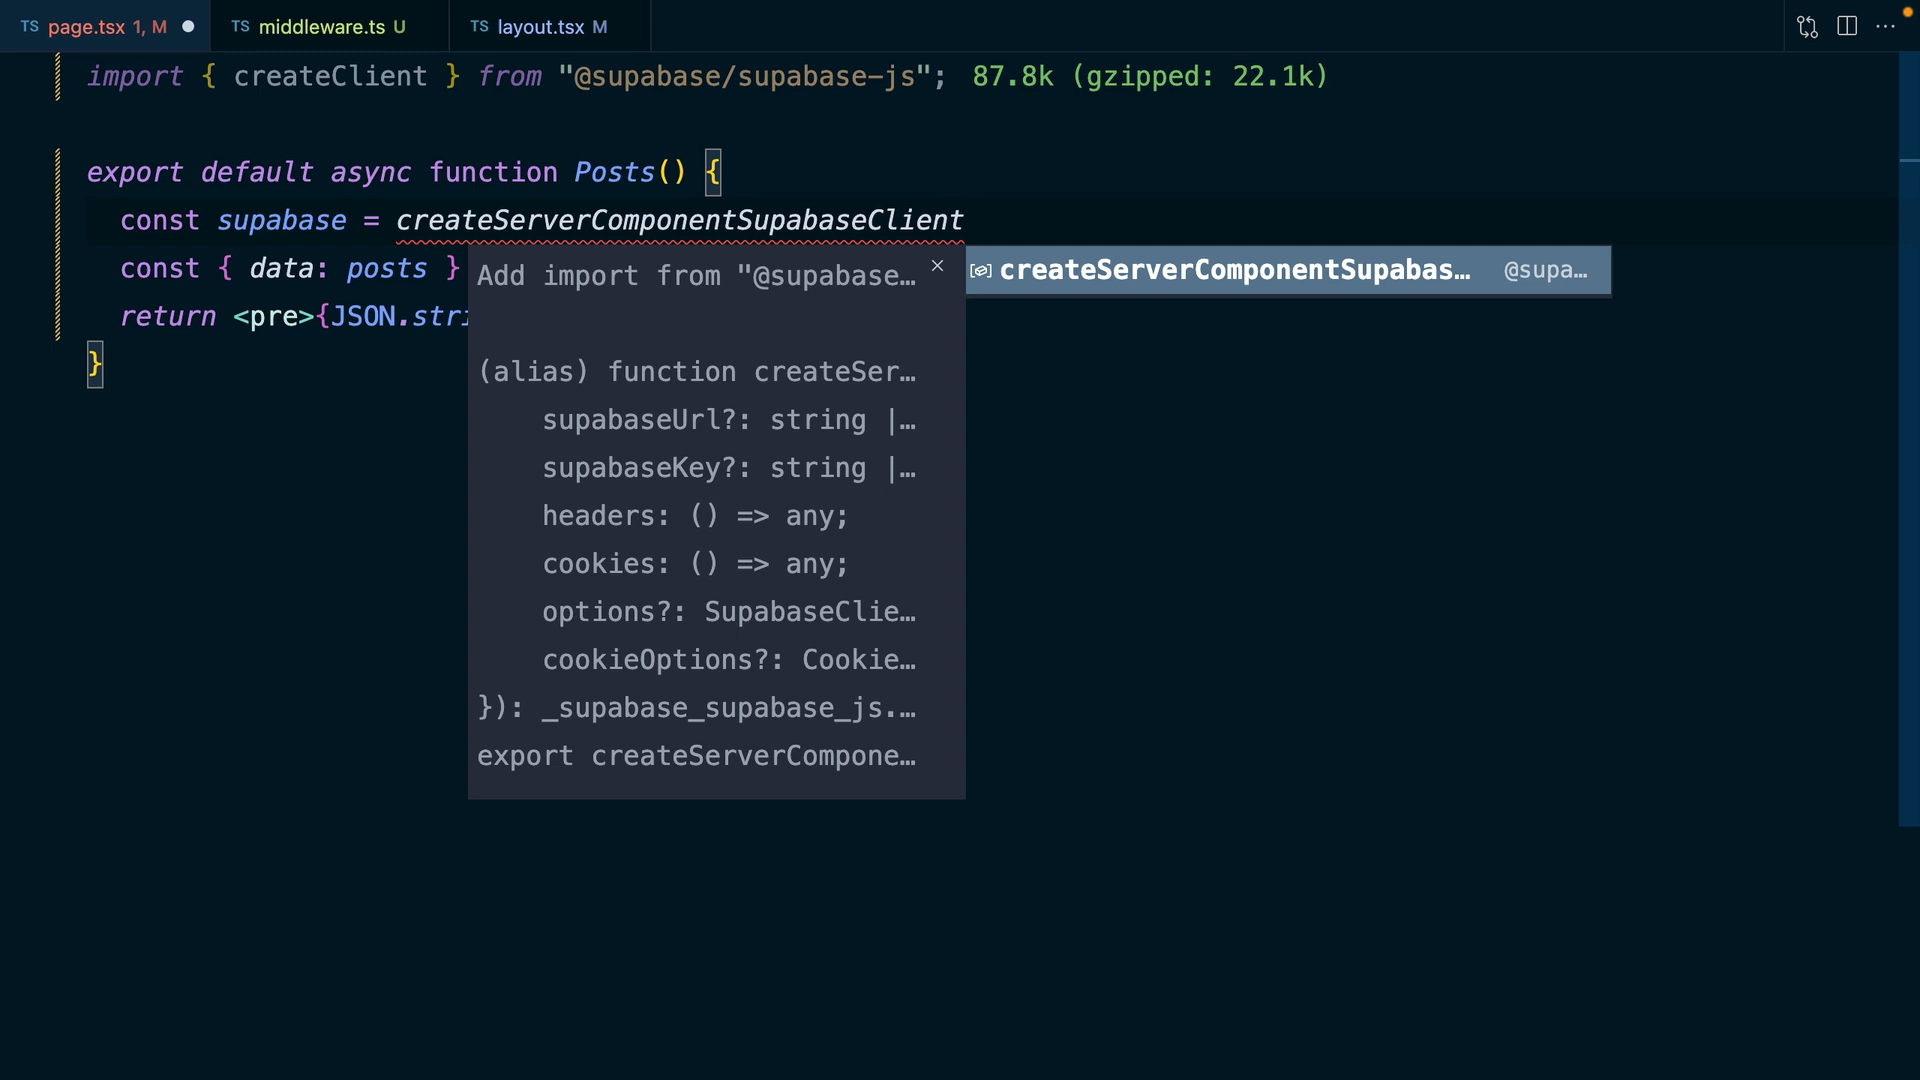 TS page.tsx 1, M TS middleware.ts U TS layout.tsx M
import { createClient } from "@supabase/supabase-js"; 87.8k (gzipped: 22.1k)
export default async function Posts() {
const supabase = createServerComponentSupabaseClient
const { data: posts }
return <pre>{JSON.stri
}
Add import from "@supabase…
createServerComponentSupabas… @supa…
(alias) function createSer…
supabaseUrl?: string |…
supabaseKey?: string |…
headers: () => any;
cookies: () => any;
options?: SupabaseClie…
cookieOptions?: Cookie…
}): _supabase_supabase_js.…
export createServerCompone…